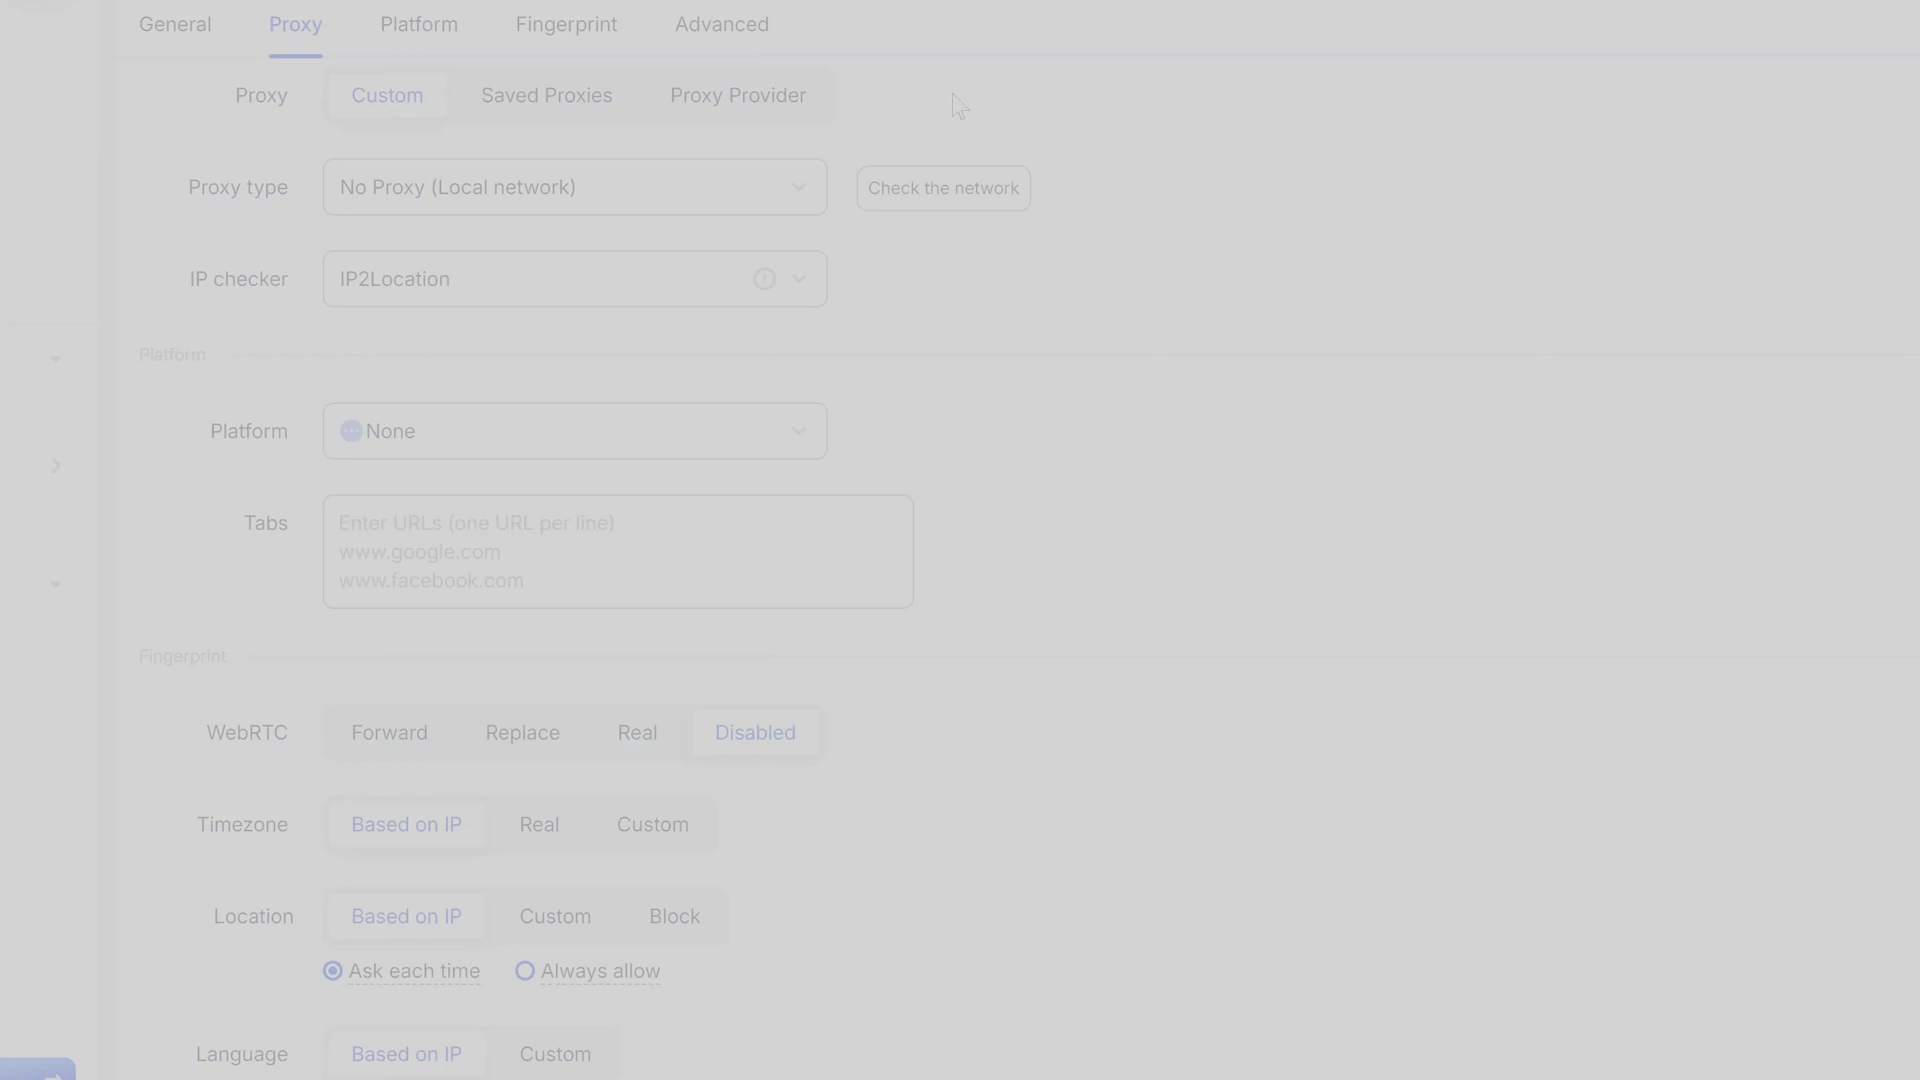 General Proxy Platform Fingerprint Advanced
Proxy Custom Saved Proxies Proxy Provider
Proxy type No Proxy (Local network) Check the network
IP checker IP2Location
Platform
Platform None
Tabs Enter URLs (one URL per line)
www.google.com
www.facebook.com
Fingerprint
WebRTC Forward Replace Real Disabled
Timezone Based on IP Real Custom
Location Based on IP Custom Block
Ask each time Always allow
Language Based on IP Custom